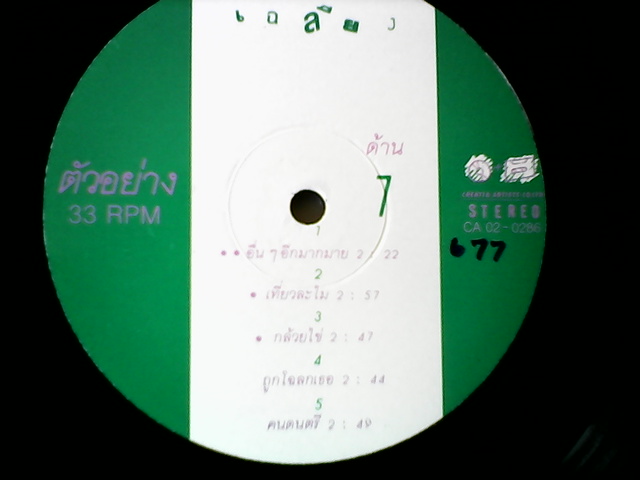 เฉลียง
ด้าน
7
ตัวอย่าง
33 RPM
STEREO
CA 02-0286
677
1
•• อื่น ๆ อีกมากมาย 2 : 22
2
• เที่ยวละไม 2 : 57
3
• กล้วยไข่ 2 : 47
4
ถูกโฉลกเธอ 2 : 44
5
คนดนตรี 2 : 49